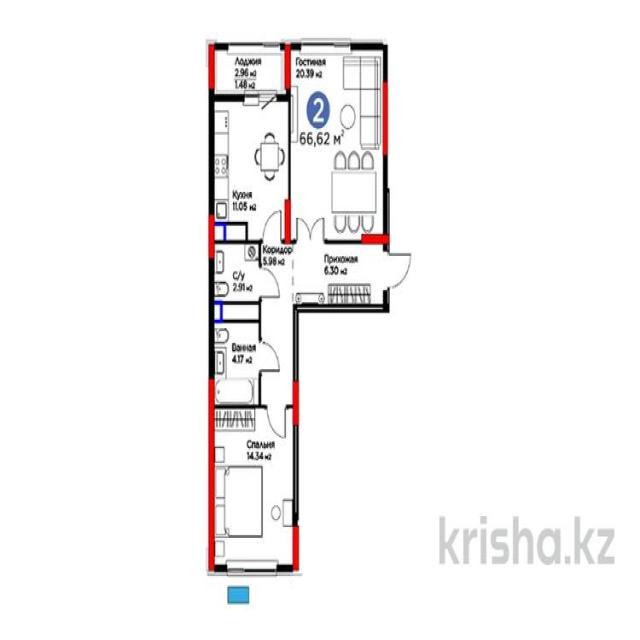 Лоджия
2.96 м2
1.48 м2
Гостиная
20.39 м2
2
66,62 м²
Кухня
11.05 м2
Коридор
5.98 м2
Прихожая
6.30 м2
С/у
2.91 м2
Ванная
4.17 м2
Спальня
14.34 м2
krisha.kz